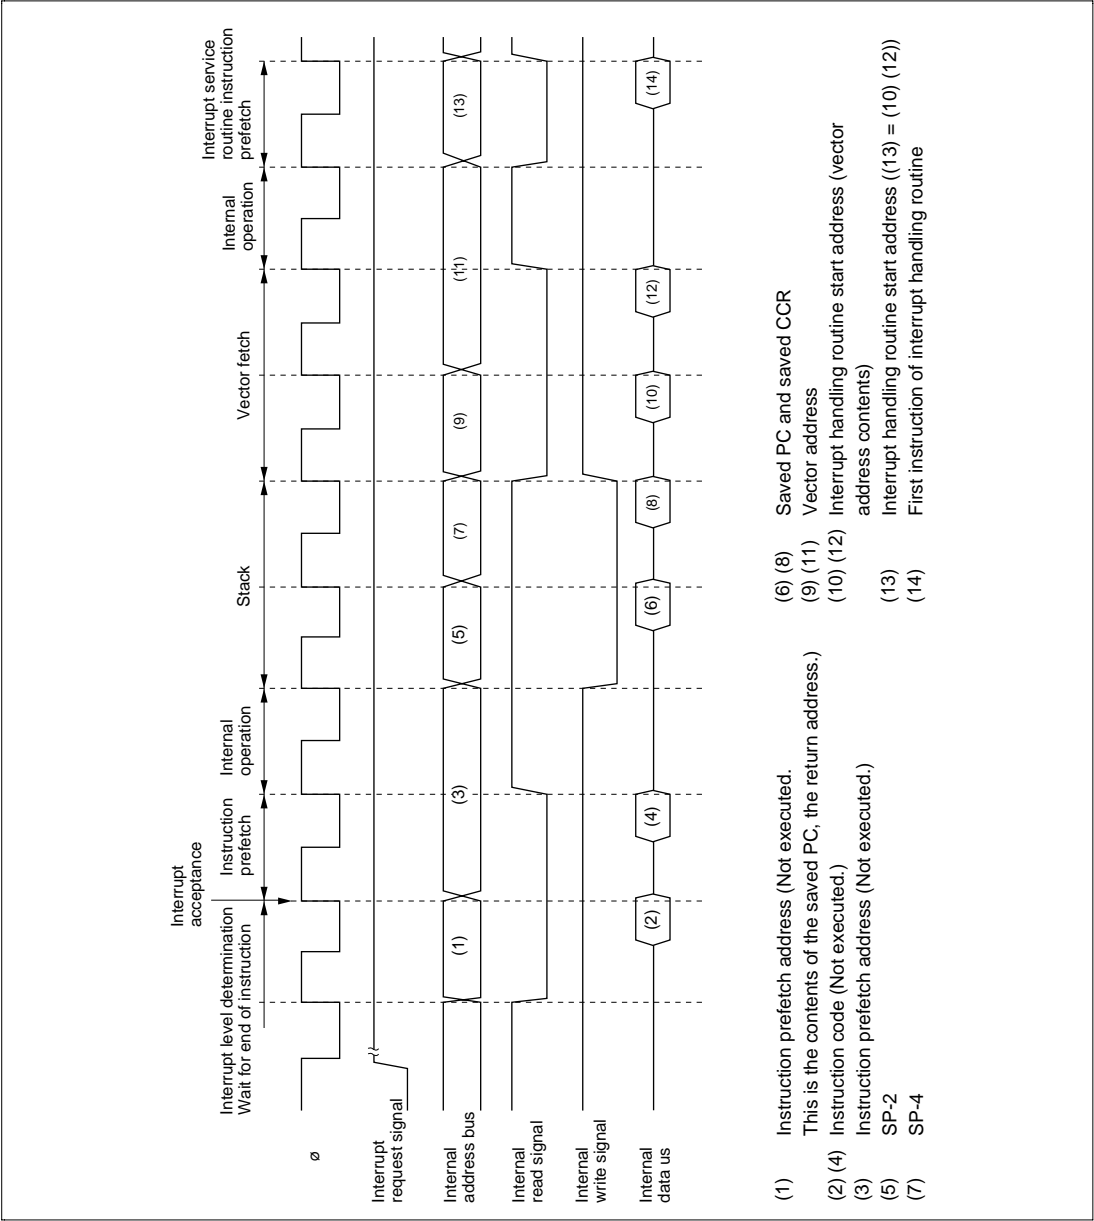 Interrupt
acceptance
Interrupt level determination
Wait for end of instruction
Instruction
prefetch
Internal
operation
Stack
Vector fetch
Internal
operation
Interrupt service
routine instruction
prefetch
ø
Interrupt
request signal
Internal
address bus
(1)
(3)
(5)
(7)
(9)
(11)
(13)
Internal
read signal
Internal
write signal
Internal
data us
(2)
(4)
(6)
(8)
(10)
(12)
(14)
(1) Instruction prefetch address (Not executed.
This is the contents of the saved PC, the return address.)
(2) (4) Instruction code (Not executed.)
(3) Instruction prefetch address (Not executed.)
(5) SP-2
(7) SP-4
(6) (8) Saved PC and saved CCR
(9) (11) Vector address
(10) (12) Interrupt handling routine start address (vector
address contents)
(13) Interrupt handling routine start address ((13) = (10) (12))
(14) First instruction of interrupt handling routine